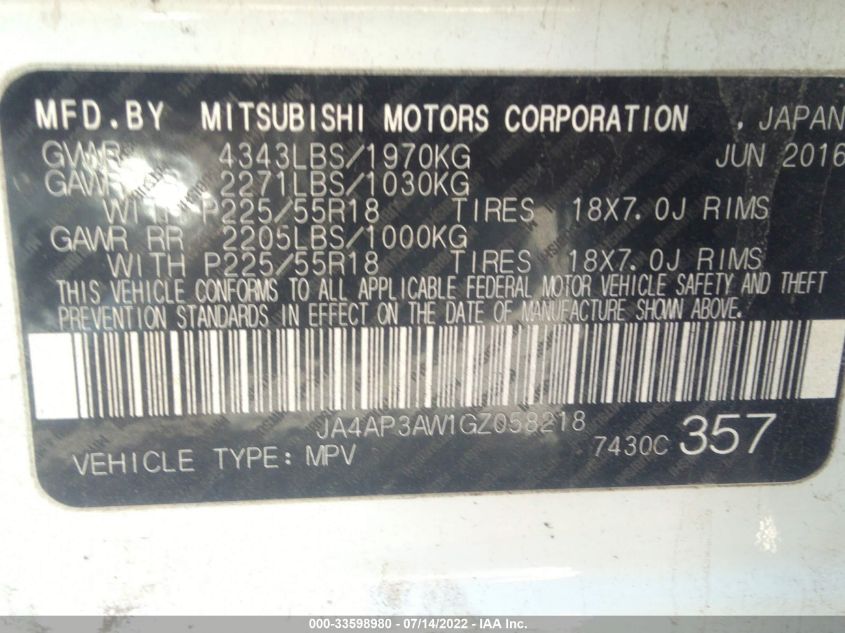 MFD.BY MITSUBISHI MOTORS CORPORATION , JAPAN
GVWR 4343LBS/1970KG JUN 2016
GAWR FR 2271LBS/1030KG
WITH P225/55R18 TIRES 18X7.0J RIMS
GAWR RR 2205LBS/1000KG
WITH P225/55R18 TIRES 18X7.0J RIMS
THIS VEHICLE CONFORMS TO ALL APPLICABLE FEDERAL MOTOR VEHICLE SAFETY AND THEFT
PREVENTION STANDARDS IN EFFECT ON THE DATE OF MANUFACTURE SHOWN ABOVE.
JA4AP3AW1GZ058218
VEHICLE TYPE: MPV 7430C 357
000-33598980 - 07/14/2022 - IAA Inc.